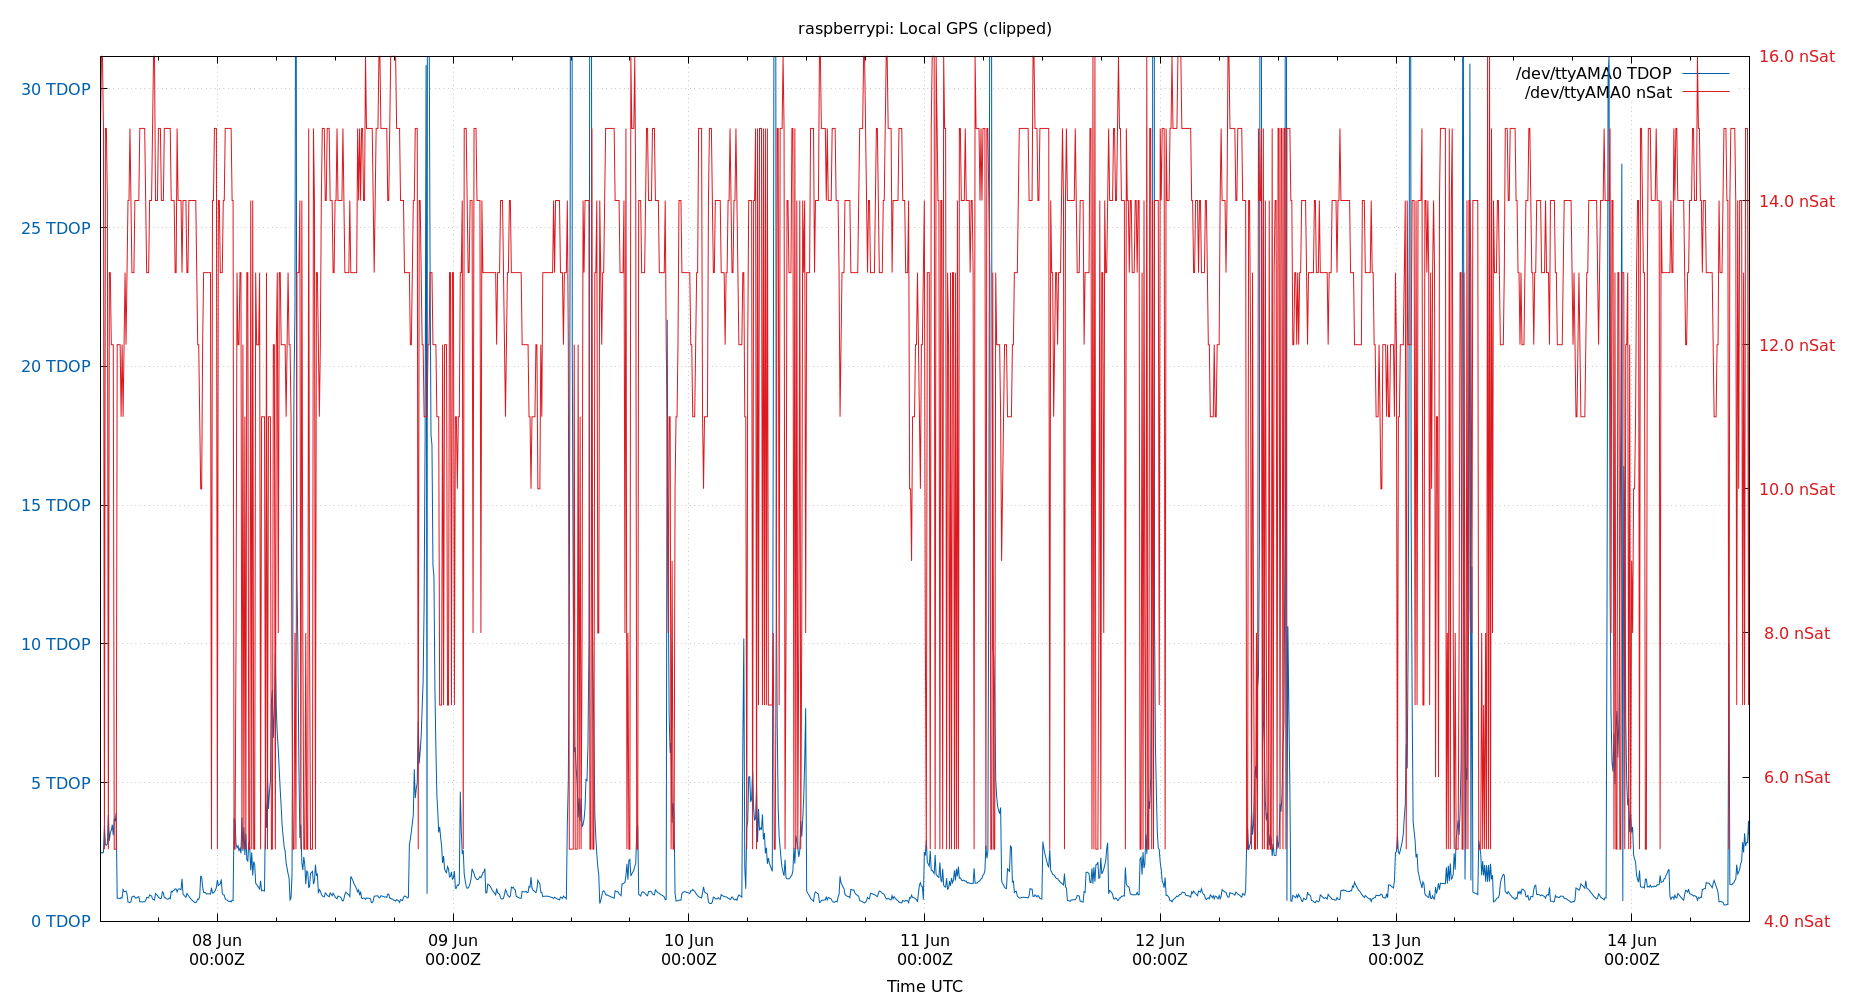 raspberrypi: Local GPS (clipped)
/dev/ttyAMA0 TDOP
/dev/ttyAMA0 nSat
30 TDOP
25 TDOP
20 TDOP
15 TDOP
10 TDOP
5 TDOP
0 TDOP
16.0 nSat
14.0 nSat
12.0 nSat
10.0 nSat
8.0 nSat
6.0 nSat
4.0 nSat
08 Jun
00:00Z
09 Jun
00:00Z
10 Jun
00:00Z
11 Jun
00:00Z
12 Jun
00:00Z
13 Jun
00:00Z
14 Jun
00:00Z
Time UTC